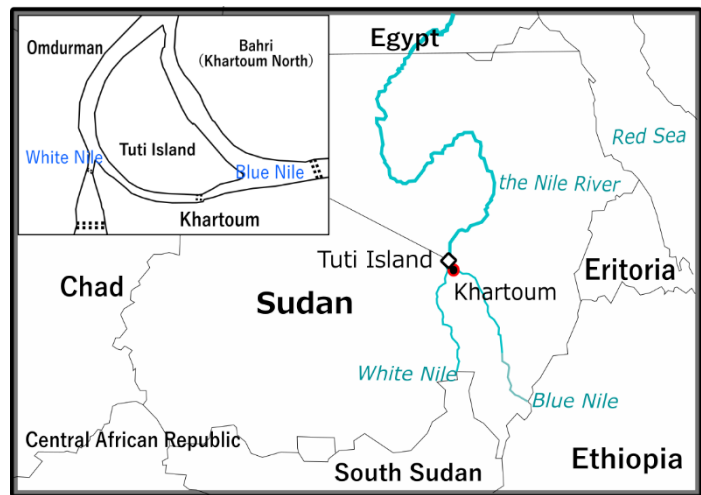 Omdurman
Bahri
(Khartoum North)
Tuti Island
White Nile
Blue Nile
Khartoum
Egypt
Red Sea
the Nile River
Tuti Island
Khartoum
Eritoria
Chad
Sudan
White Nile
Blue Nile
Central African Republic
South Sudan
Ethiopia